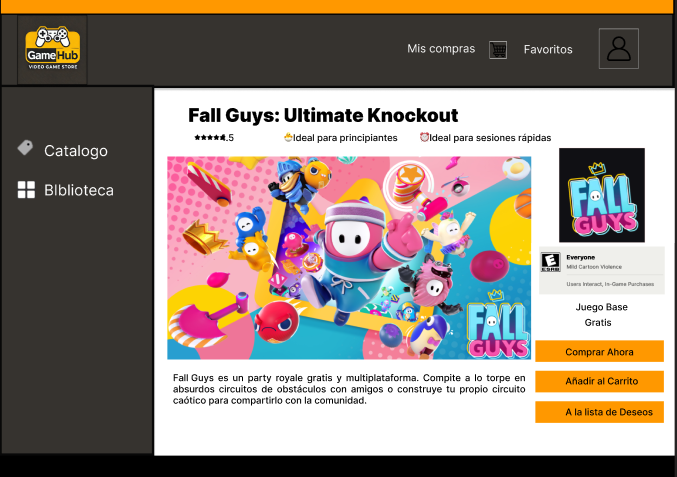 GameHub
VIDEO GAME STORE
Mis compras
Favoritos
Catalogo
BIblioteca
Fall Guys: Ultimate Knockout
★★★★4.5
Ideal para principiantes
Ideal para sesiones rápidas
FALL
GUYS
FALL
GUYS
E
ESRB
Everyone
Mild Cartoon Violence
Users Interact, In-Game Purchases
Juego Base
Gratis
Comprar Ahora
Añadir al Carrito
A la lista de Deseos
Fall Guys es un party royale gratis y multiplataforma. Compite a lo torpe en
absurdos circuitos de obstáculos con amigos o construye tu propio circuito
caótico para compartirlo con la comunidad.